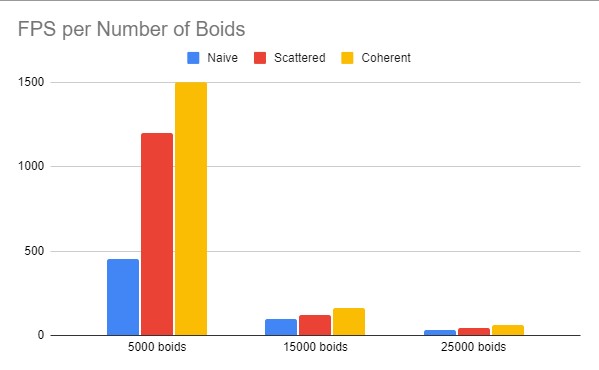 FPS per Number of Boids
Naive Scattered Coherent
1500
1000
500
0
5000 boids 15000 boids 25000 boids